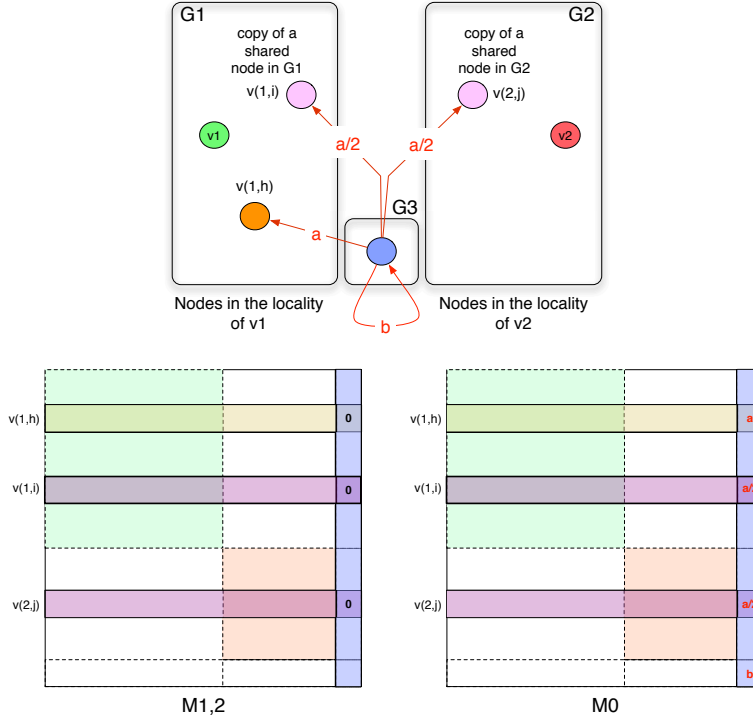 G1
G2
copy of a
shared
node in G1
copy of a
shared
node in G2
v(1,i)
v(2,j)
v1
v2
a/2
a/2
v(1,h)
G3
a
b
Nodes in the locality
of v1
Nodes in the locality
of v2
v(1,h)
0
v(1,h)
a
v(1,i)
0
v(1,i)
a/2
v(2,j)
0
v(2,j)
a/2
b
M1,2
M0